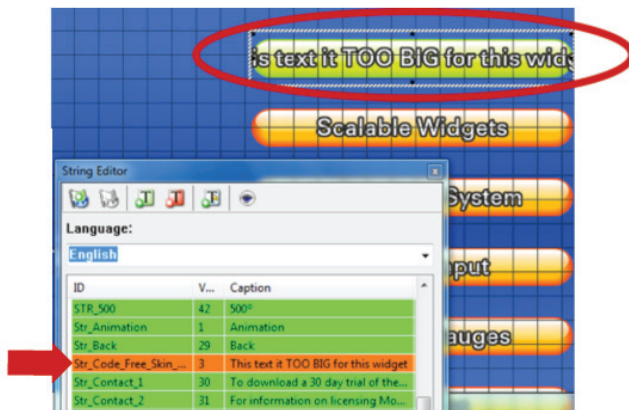 is text it TOO BIG for this wid
Scalable Widgets
System
put
auges
String Editor
Language:
English
ID V... Caption
STR_500 42 500°
Str_Animation 1 Animation
Str_Back 29 Back
Str_Code_Free_Skin_... 3 This text it TOO BIG for this widget
Str_Contact_1 30 To download a 30 day trial of the...
Str_Contact_2 31 For information on licensing Mo...